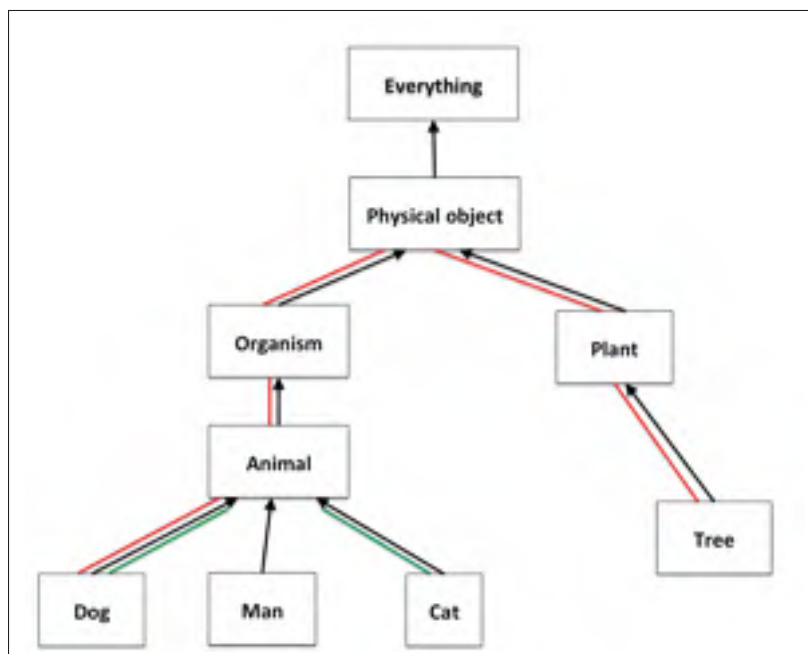 Everything
Physical object
Organism
Plant
Animal
Tree
Dog
Man
Cat